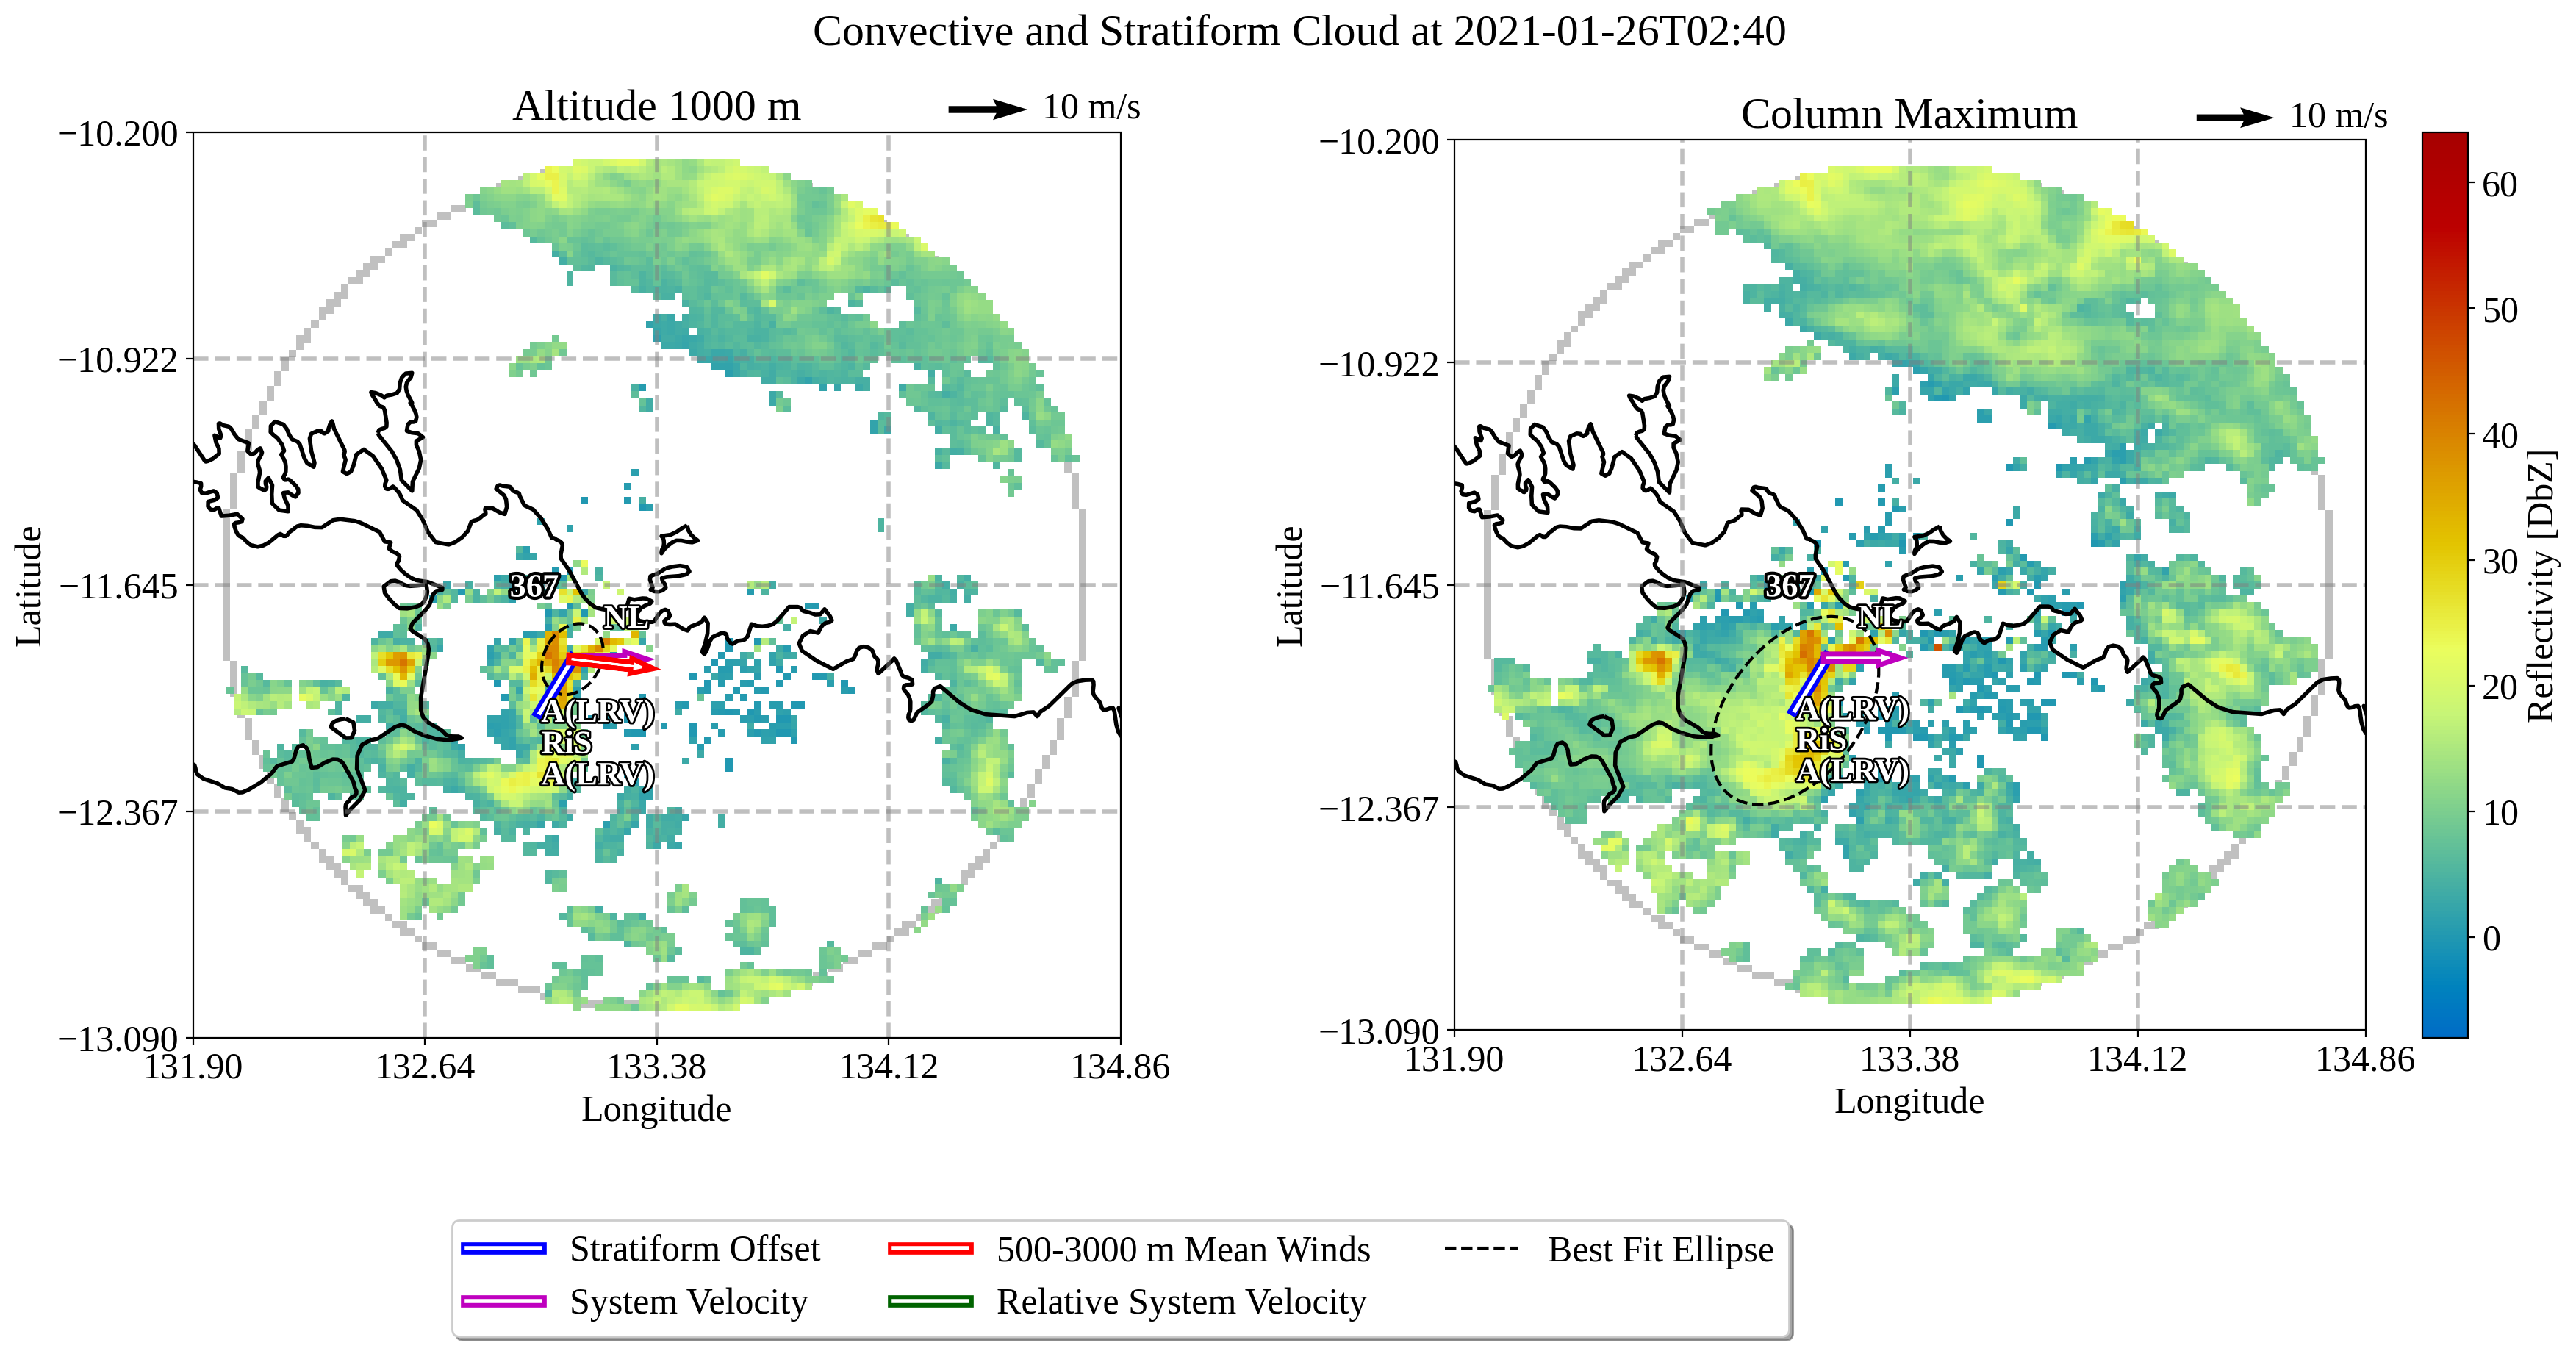 Convective and Stratiform Cloud at 2021-01-26T02:40
Altitude 1000 m
10 m/s
−10.200
−10.922
−11.645
−12.367
−13.090
131.90
132.64
133.38
134.12
134.86
Latitude
Longitude
367
NL
A(LRV)
RiS
A(LRV)
Column Maximum
10 m/s
−10.200
−10.922
−11.645
−12.367
−13.090
131.90
132.64
133.38
134.12
134.86
Latitude
Longitude
367
NL
A(LRV)
RiS
A(LRV)
60
50
40
30
20
10
0
Reflectivity [DbZ]
Stratiform Offset
System Velocity
500-3000 m Mean Winds
Relative System Velocity
Best Fit Ellipse